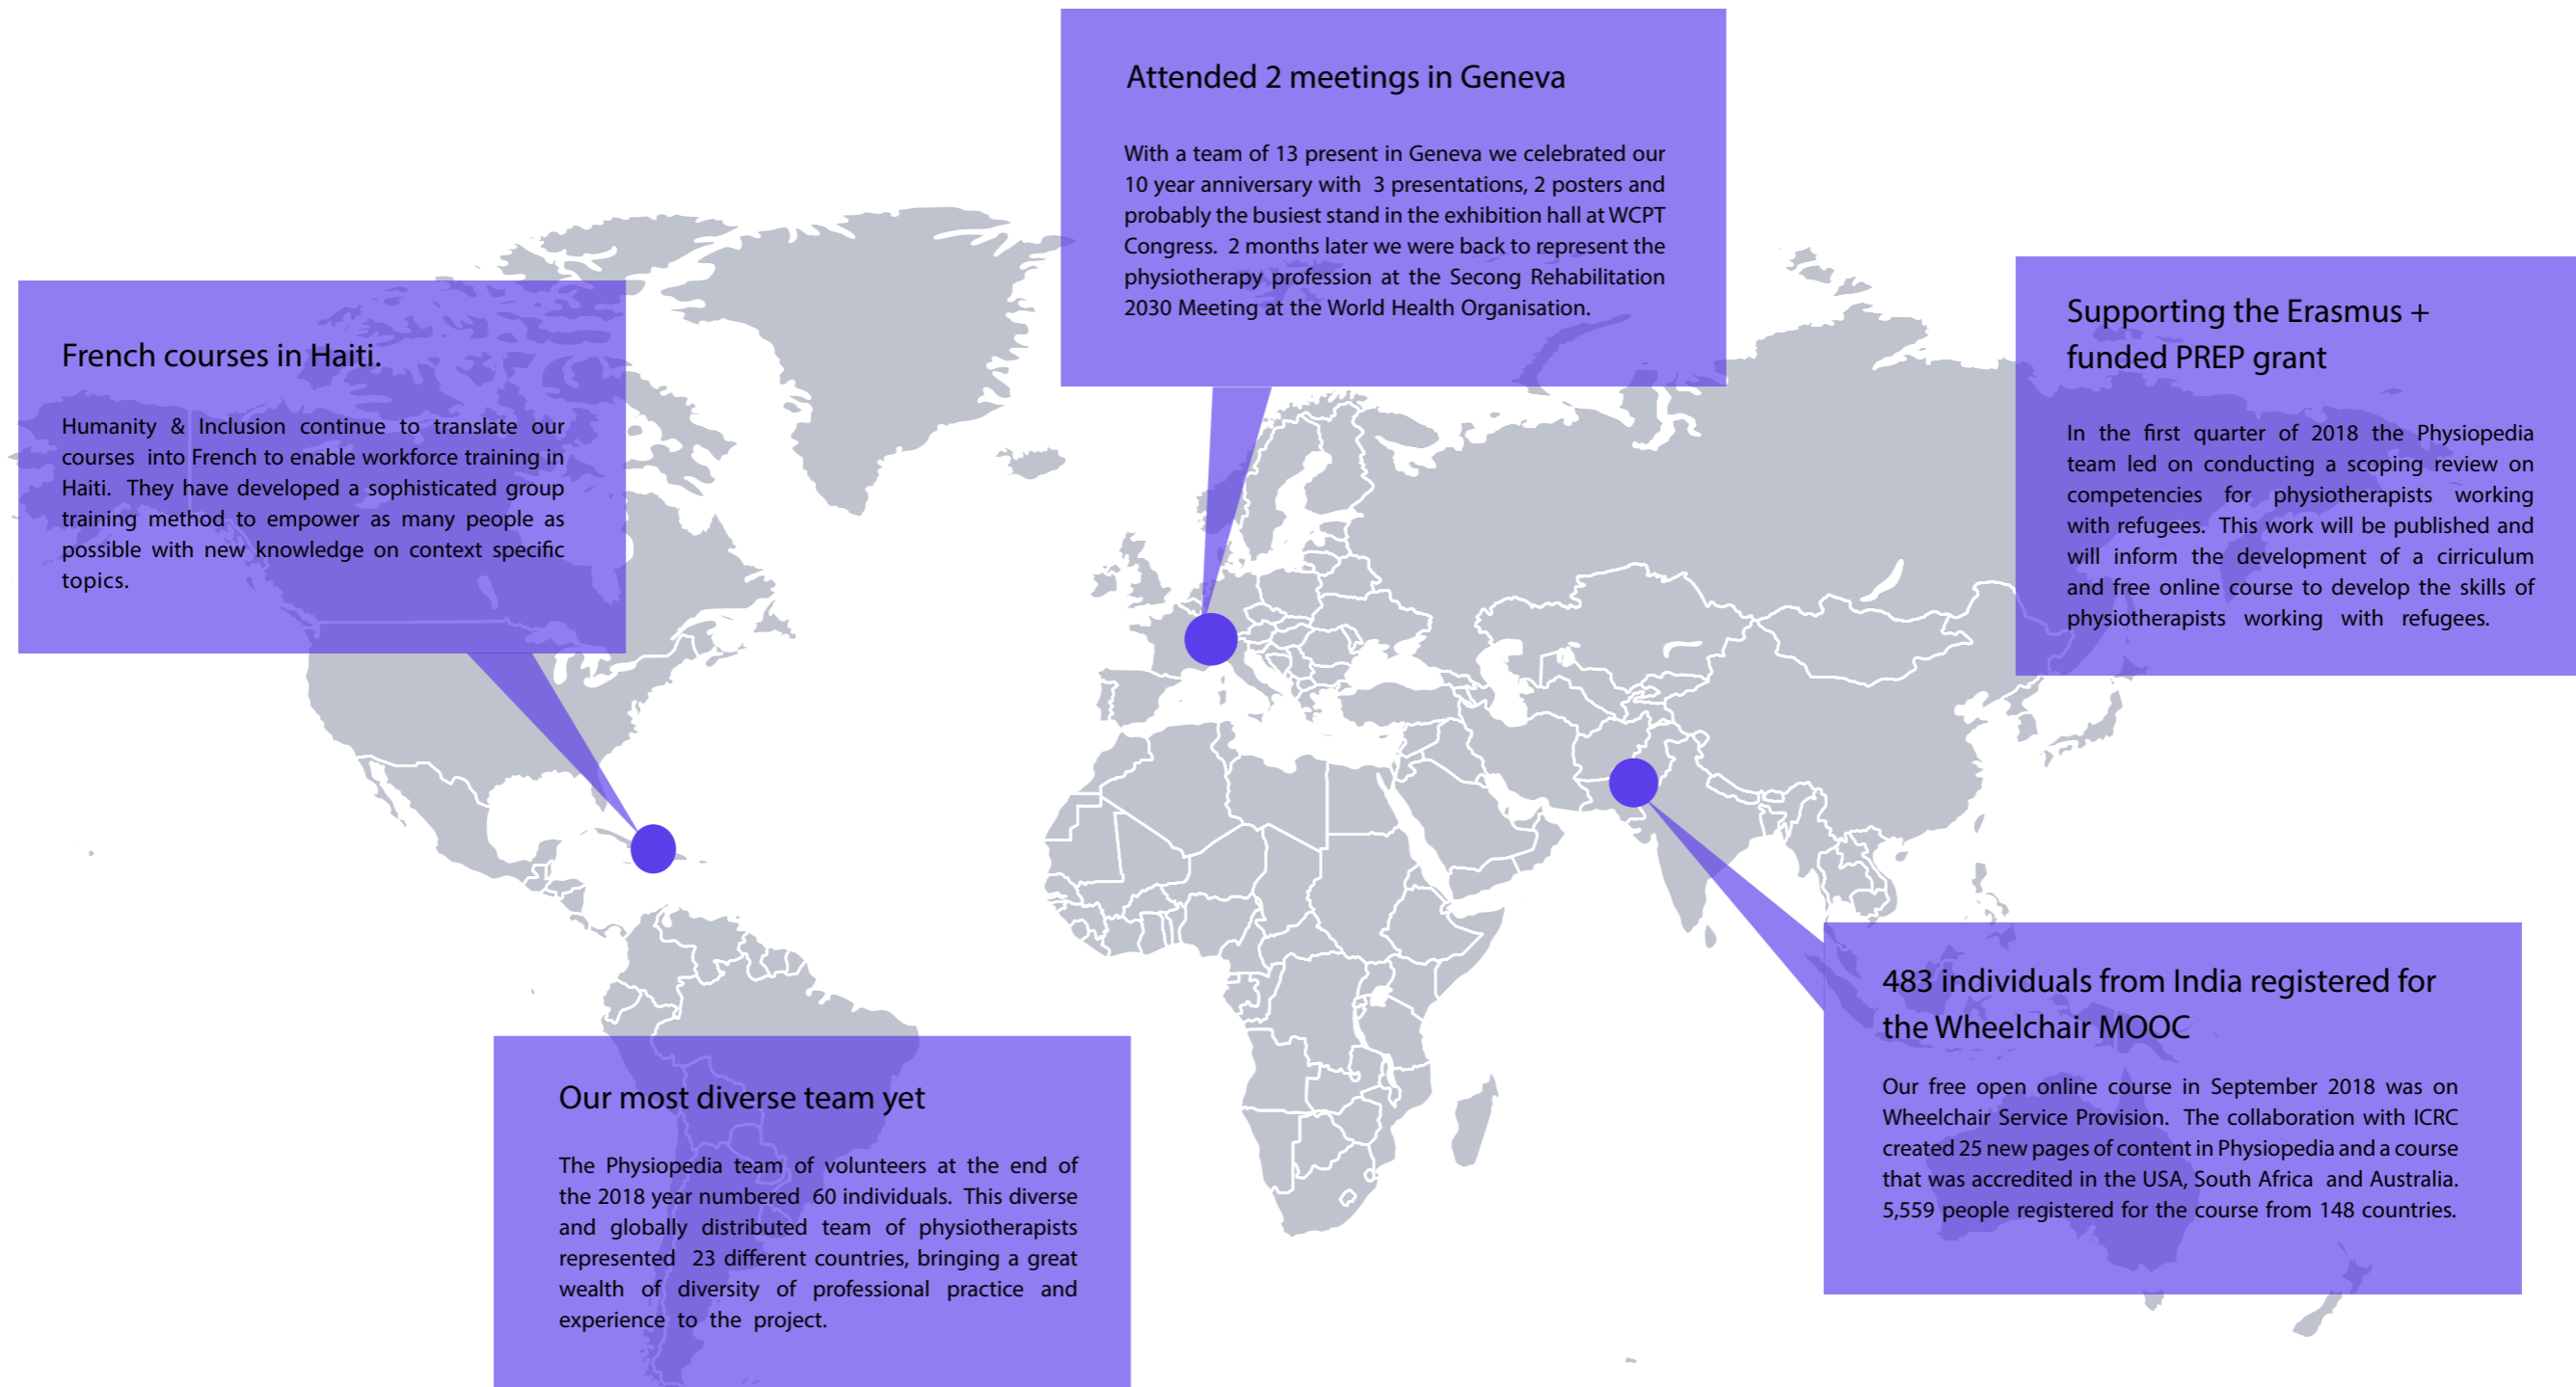 Attended 2 meetings in Geneva
With a team of 13 present in Geneva we celebrated our
10 year anniversary with 3 presentations, 2 posters and
probably the busiest stand in the exhibition hall at WCPT
Congress. 2 months later we were back to represent the
physiotherapy profession at the Secong Rehabilitation
2030 Meeting at the World Health Organisation.
French courses in Haiti.
Humanity & Inclusion continue to translate our
courses into French to enable workforce training in
Haiti. They have developed a sophisticated group
training method to empower as many people as
possible with new knowledge on context specific
topics.
Supporting the Erasmus +
funded PREP grant
In the first quarter of 2018 the Physiopedia
team led on conducting a scoping review on
competencies for physiotherapists working
with refugees. This work will be published and
will inform the development of a cirriculum
and free online course to develop the skills of
physiotherapists working with refugees.
Our most diverse team yet
The Physiopedia team of volunteers at the end of
the 2018 year numbered 60 individuals. This diverse
and globally distributed team of physiotherapists
represented 23 different countries, bringing a great
wealth of diversity of professional practice and
experience to the project.
483 individuals from India registered for
the Wheelchair MOOC
Our free open online course in September 2018 was on
Wheelchair Service Provision. The collaboration with ICRC
created 25 new pages of content in Physiopedia and a course
that was accredited in the USA, South Africa and Australia.
5,559 people registered for the course from 148 countries.